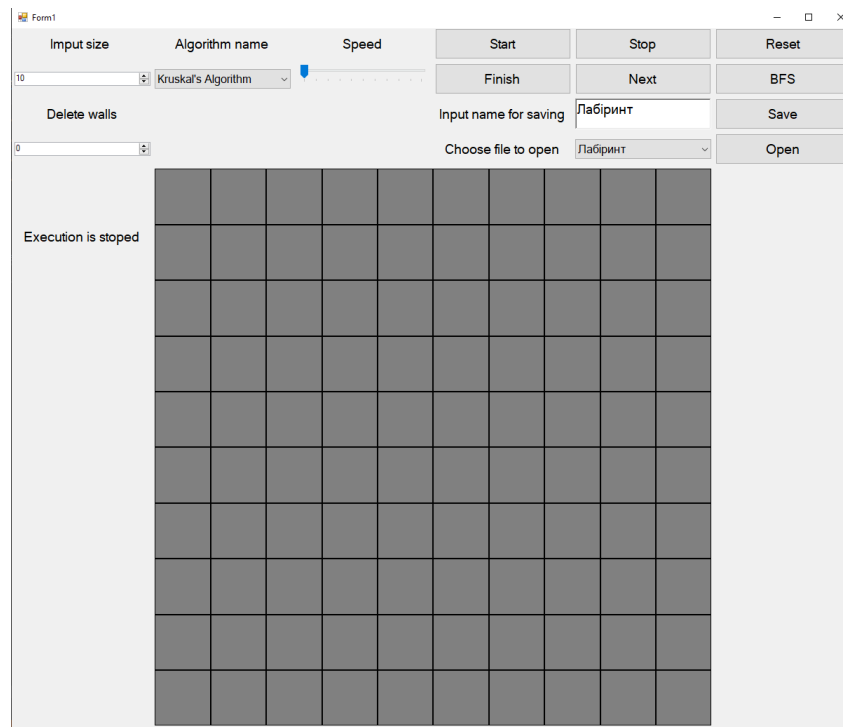 Form1
Imput size
Algorithm name
Speed
Start
Stop
Reset
10
Kruskal's Algorithm
Finish
Next
BFS
Delete walls
Input name for saving
Лабіринт
Save
0
Choose file to open
Лабіринт
Open
Execution is stoped